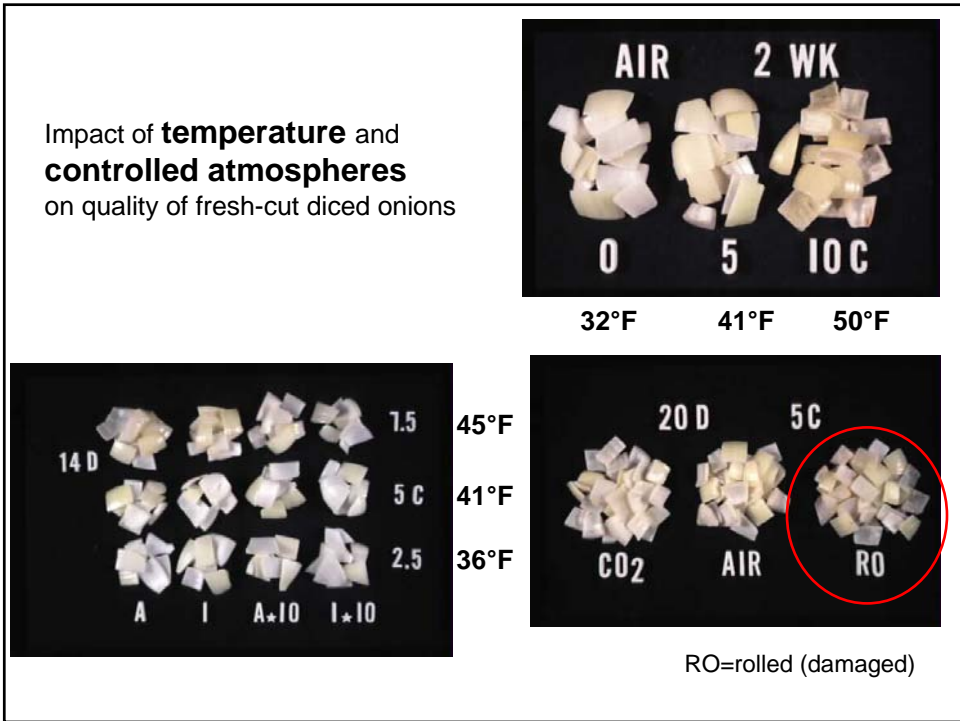 Impact of temperature and
controlled atmospheres
on quality of fresh-cut diced onions
AIR 2 WK
0 5 10 C
32°F 41°F 50°F
14 D
7.5 45°F
5 C 41°F
2.5 36°F
A 1 A*10 1*10
20 D 5C
CO2 AIR RO
RO=rolled (damaged)